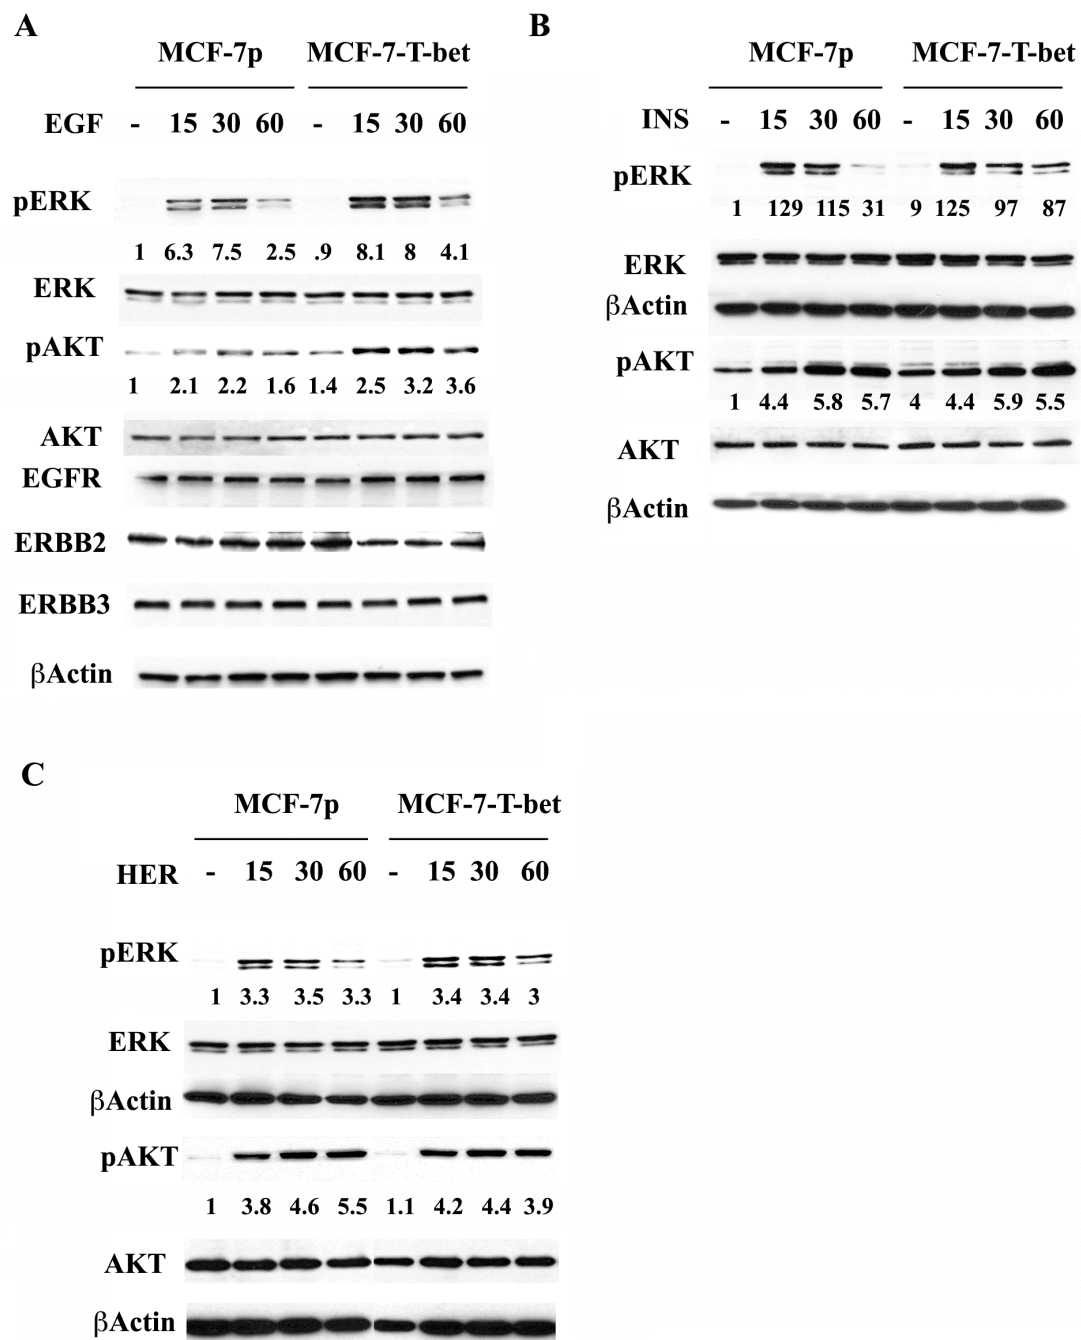 A
MCF-7p MCF-7-T-bet
EGF - 15 30 60 - 15 30 60
pERK
1 6.3 7.5 2.5 .9 8.1 8 4.1
ERK
pAKT
1 2.1 2.2 1.6 1.4 2.5 3.2 3.6
AKT
EGFR
ERBB2
ERBB3
βActin
B
MCF-7p MCF-7-T-bet
INS - 15 30 60 - 15 30 60
pERK
1 129 115 31 9 125 97 87
ERK
βActin
pAKT
1 4.4 5.8 5.7 4 4.4 5.9 5.5
AKT
βActin
C
MCF-7p MCF-7-T-bet
HER - 15 30 60 - 15 30 60
pERK
1 3.3 3.5 3.3 1 3.4 3.4 3
ERK
βActin
pAKT
1 3.8 4.6 5.5 1.1 4.2 4.4 3.9
AKT
βActin